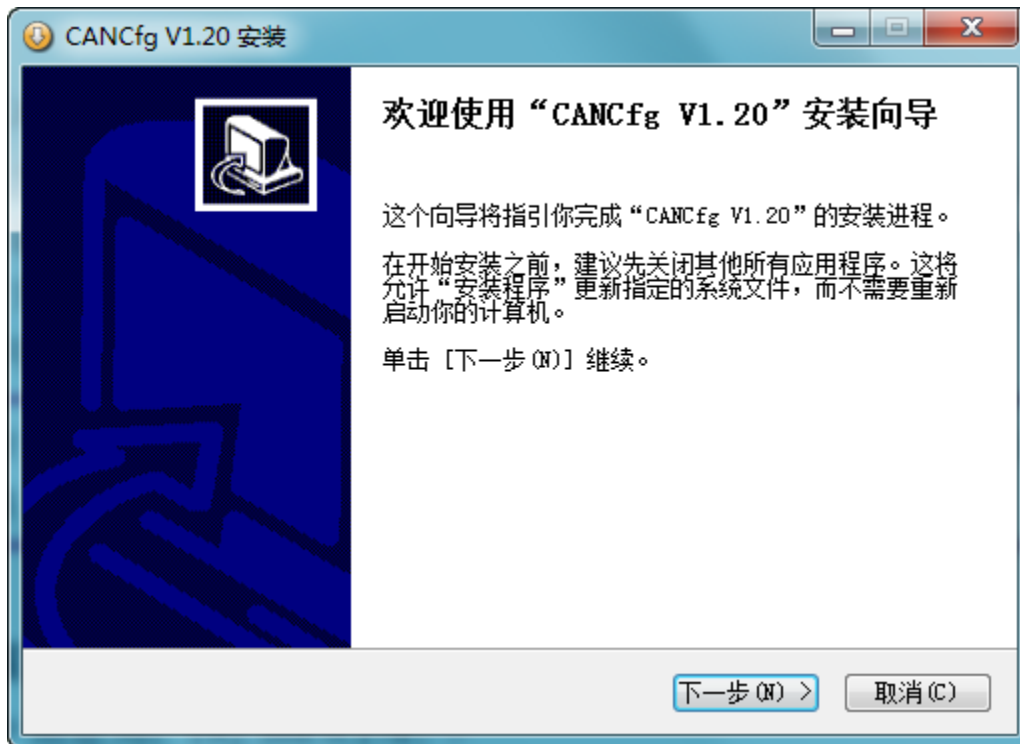 CANCfg V1.20 安装
欢迎使用“CANCfg V1.20”安装向导
这个向导将指引你完成“CANCfg V1.20”的安装进程。
在开始安装之前，建议先关闭其他所有应用程序。这将
允许“安装程序”更新指定的系统文件，而不需要重新
启动你的计算机。
单击 [下一步(N)] 继续。
下一步(N) >
取消(C)